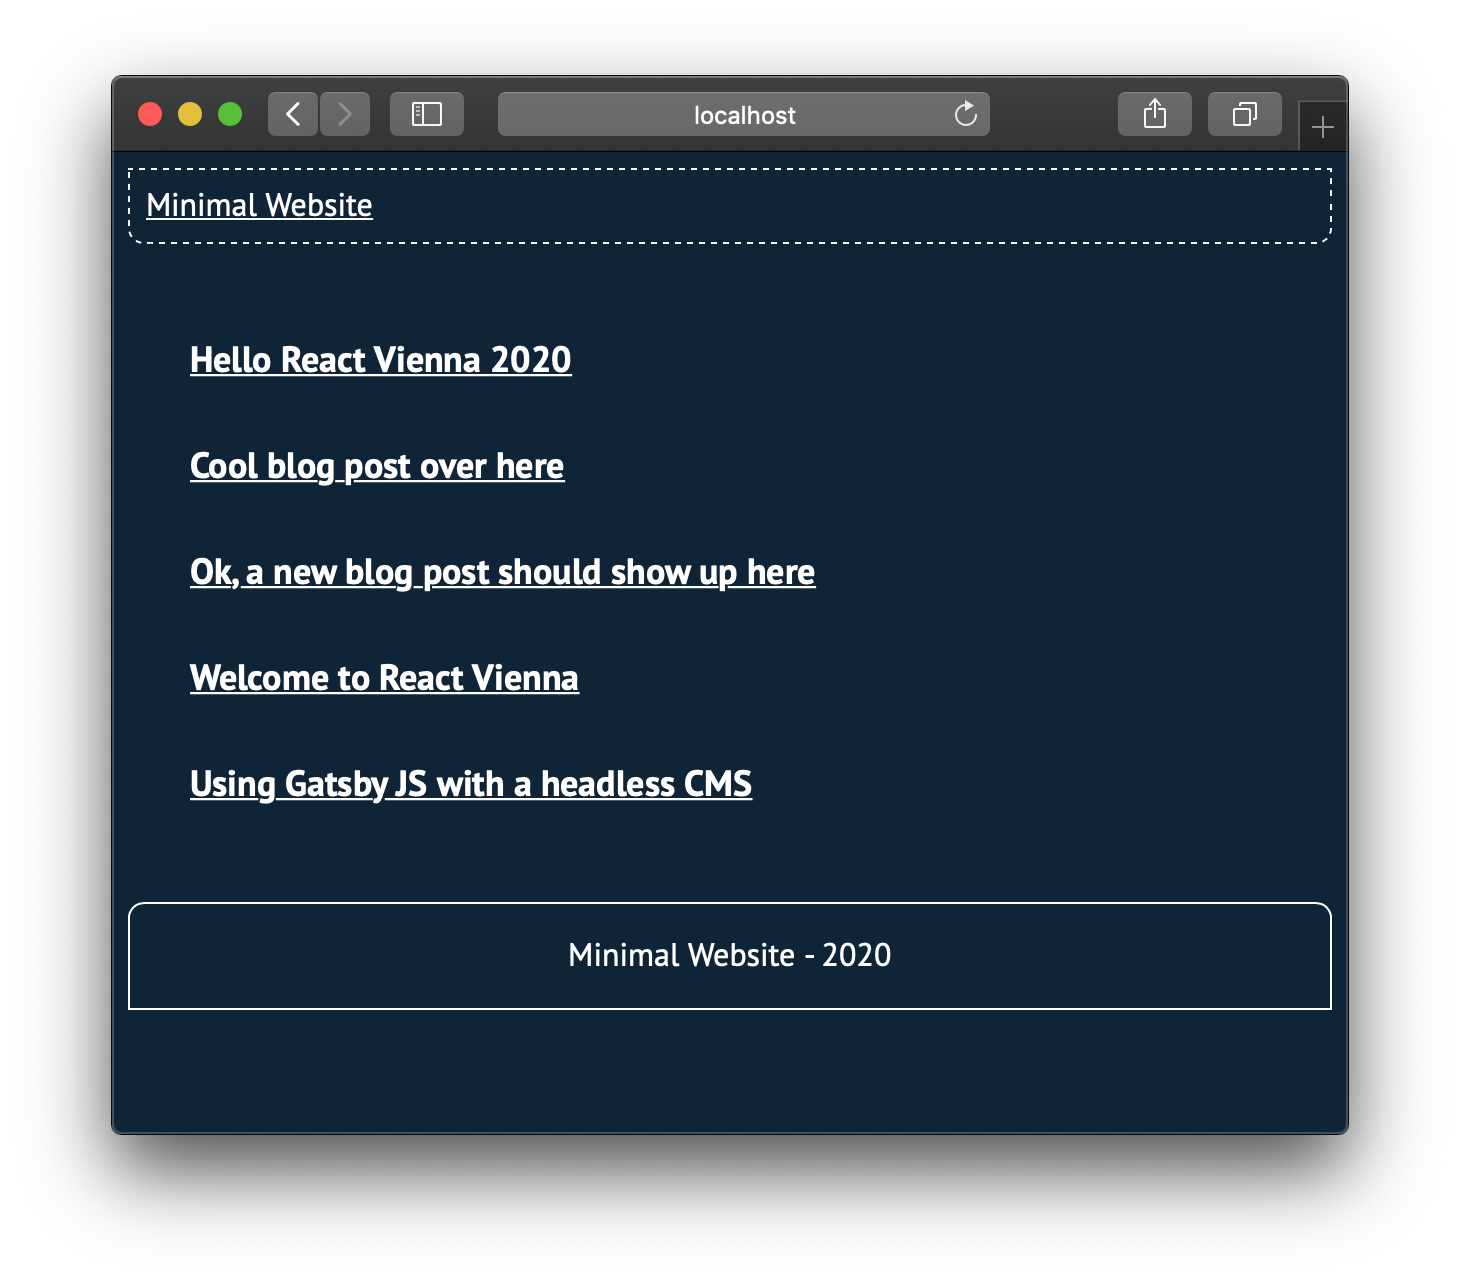 localhost
Minimal Website
Hello React Vienna 2020
Cool blog post over here
Ok, a new blog post should show up here
Welcome to React Vienna
Using Gatsby JS with a headless CMS
Minimal Website - 2020